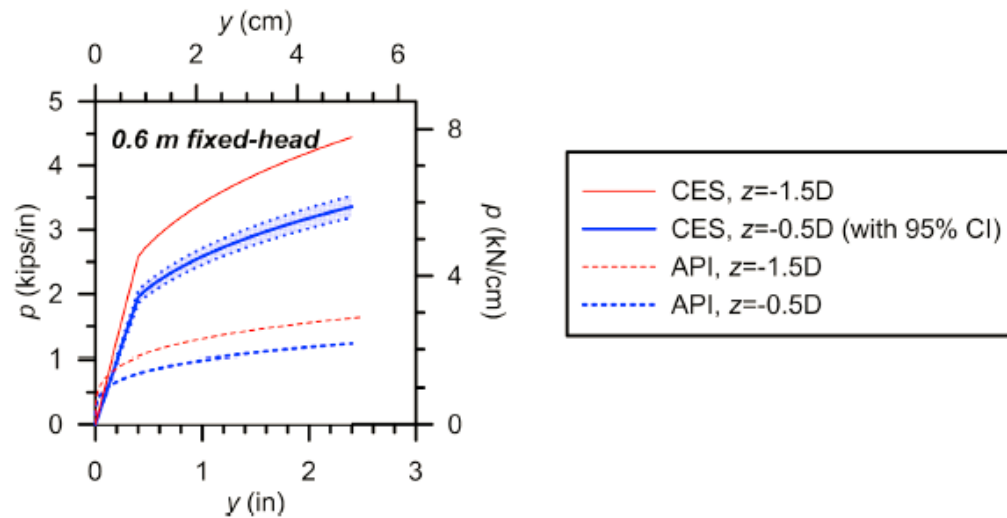 y (cm)
0 2 4 6
5
4
3
2
1
0
p (kips/in)
0.6 m fixed-head
8
4
0
p (kN/cm)
0 1 2 3
y (in)
CES, z=-1.5D
CES, z=-0.5D (with 95% CI)
API, z=-1.5D
API, z=-0.5D